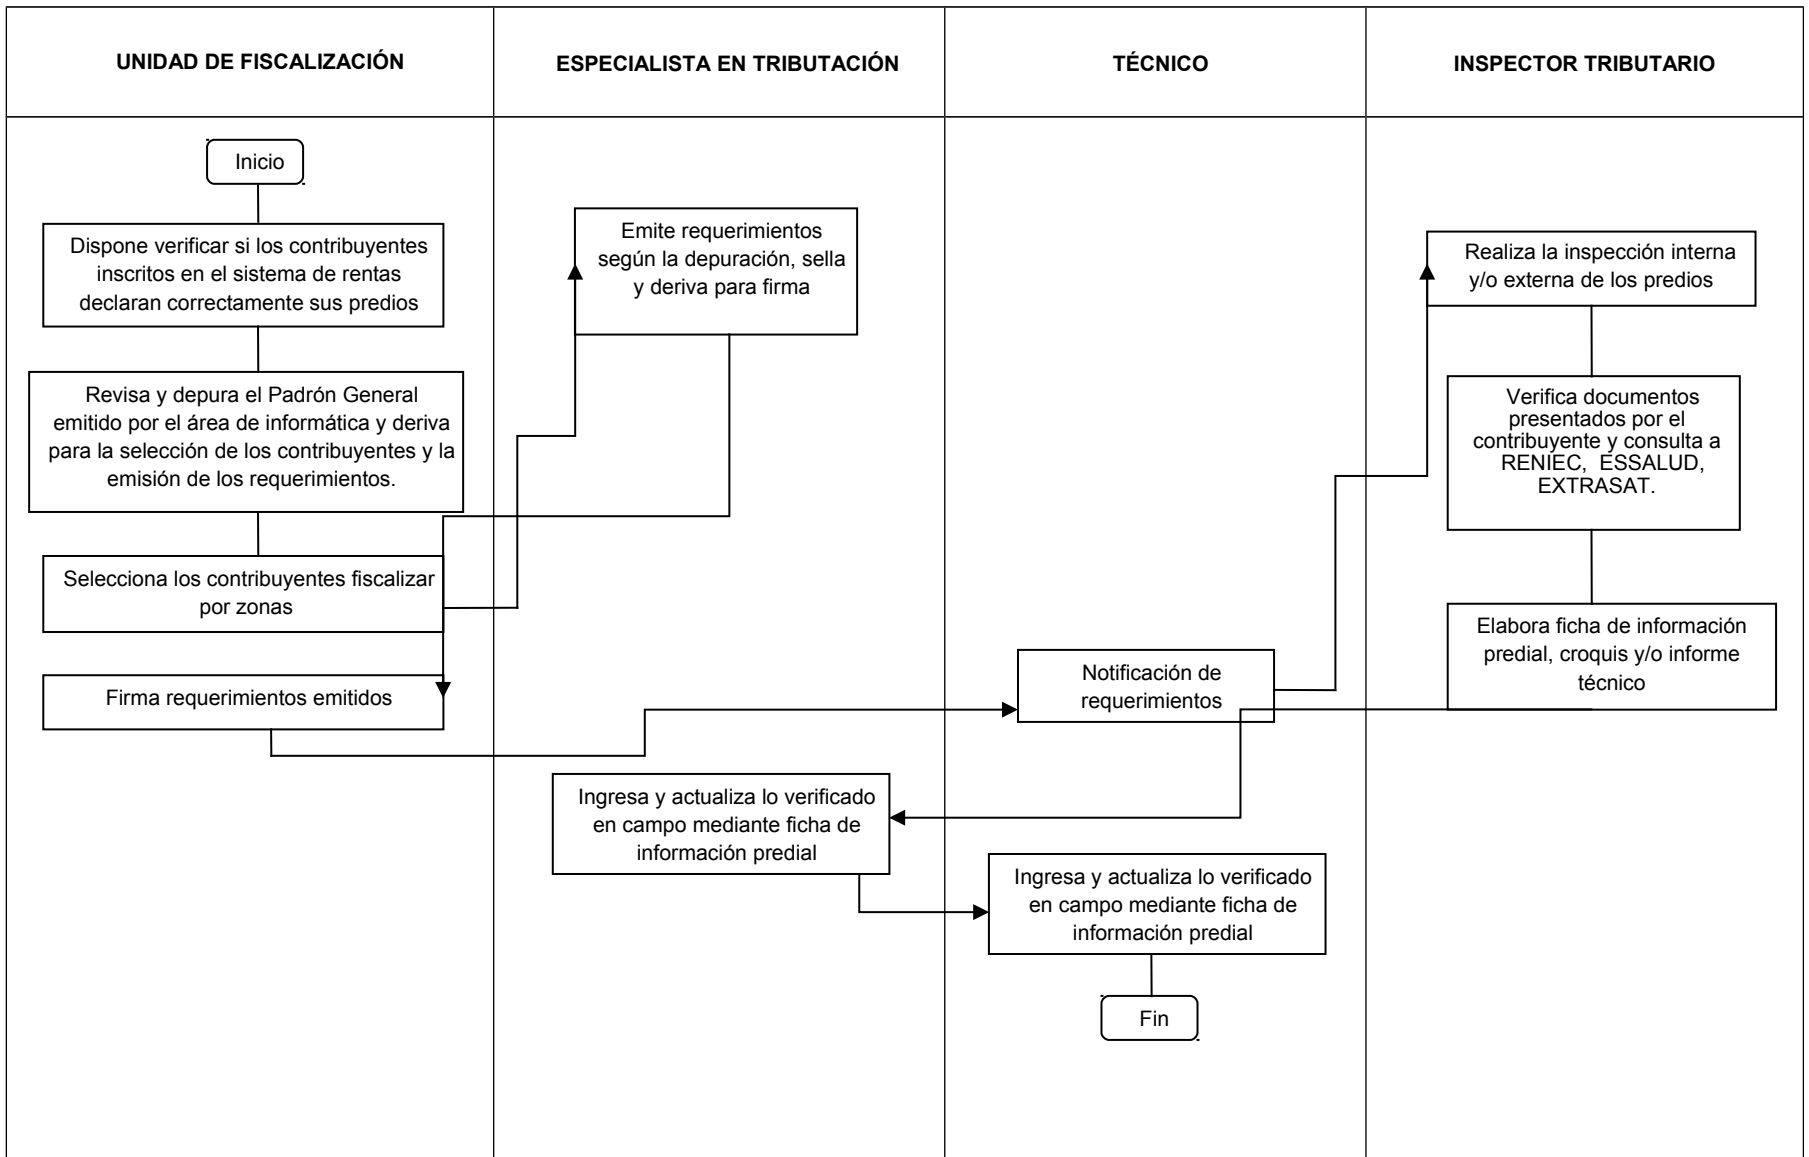 UNIDAD DE FISCALIZACIÓN
ESPECIALISTA EN TRIBUTACIÓN
TÉCNICO
INSPECTOR TRIBUTARIO
Inicio
Dispone verificar si los contribuyentes
inscritos en el sistema de rentas
declaran correctamente sus predios
Revisa y depura el Padrón General
emitido por el área de informática y deriva
para la selección de los contribuyentes y la
emisión de los requerimientos.
Selecciona los contribuyentes fiscalizar
por zonas
Firma requerimientos emitidos
Emite requerimientos
según la depuración, sella
y deriva para firma
Ingresa y actualiza lo verificado
en campo mediante ficha de
información predial
Notificación de
requerimientos
Ingresa y actualiza lo verificado
en campo mediante ficha de
información predial
Fin
Realiza la inspección interna
y/o externa de los predios
Verifica documentos
presentados por el
contribuyente y consulta a
RENIEC, ESSALUD,
EXTRASAT.
Elabora ficha de información
predial, croquis y/o informe
técnico